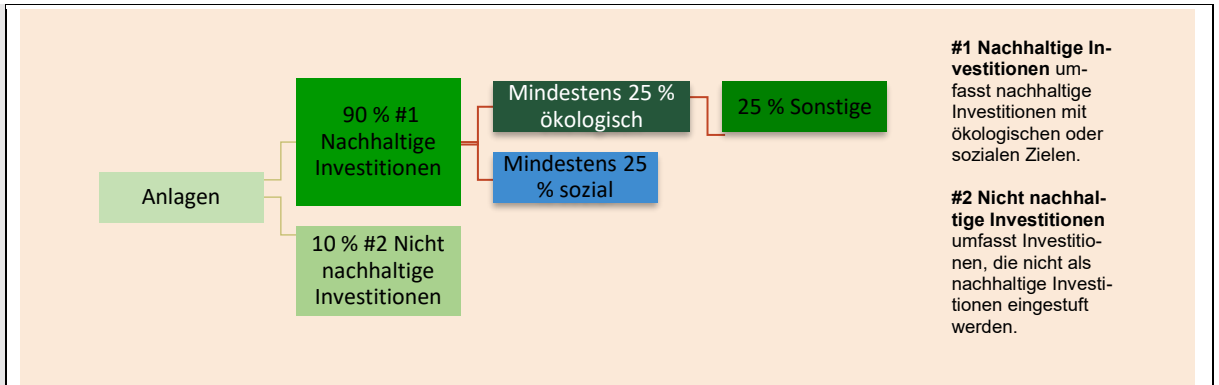 Anlagen
90 % #1
Nachhaltige
Investitionen
10 % #2 Nicht
nachhaltige
Investitionen
Mindestens 25 %
ökologisch
Mindestens 25
% sozial
25 % Sonstige
#1 Nachhaltige In-
vestitionen um-
fasst nachhaltige
Investitionen mit
ökologischen oder
sozialen Zielen.
#2 Nicht nachhal-
tige Investitionen
umfasst Investitio-
nen, die nicht als
nachhaltige Investi-
tionen eingestuft
werden.